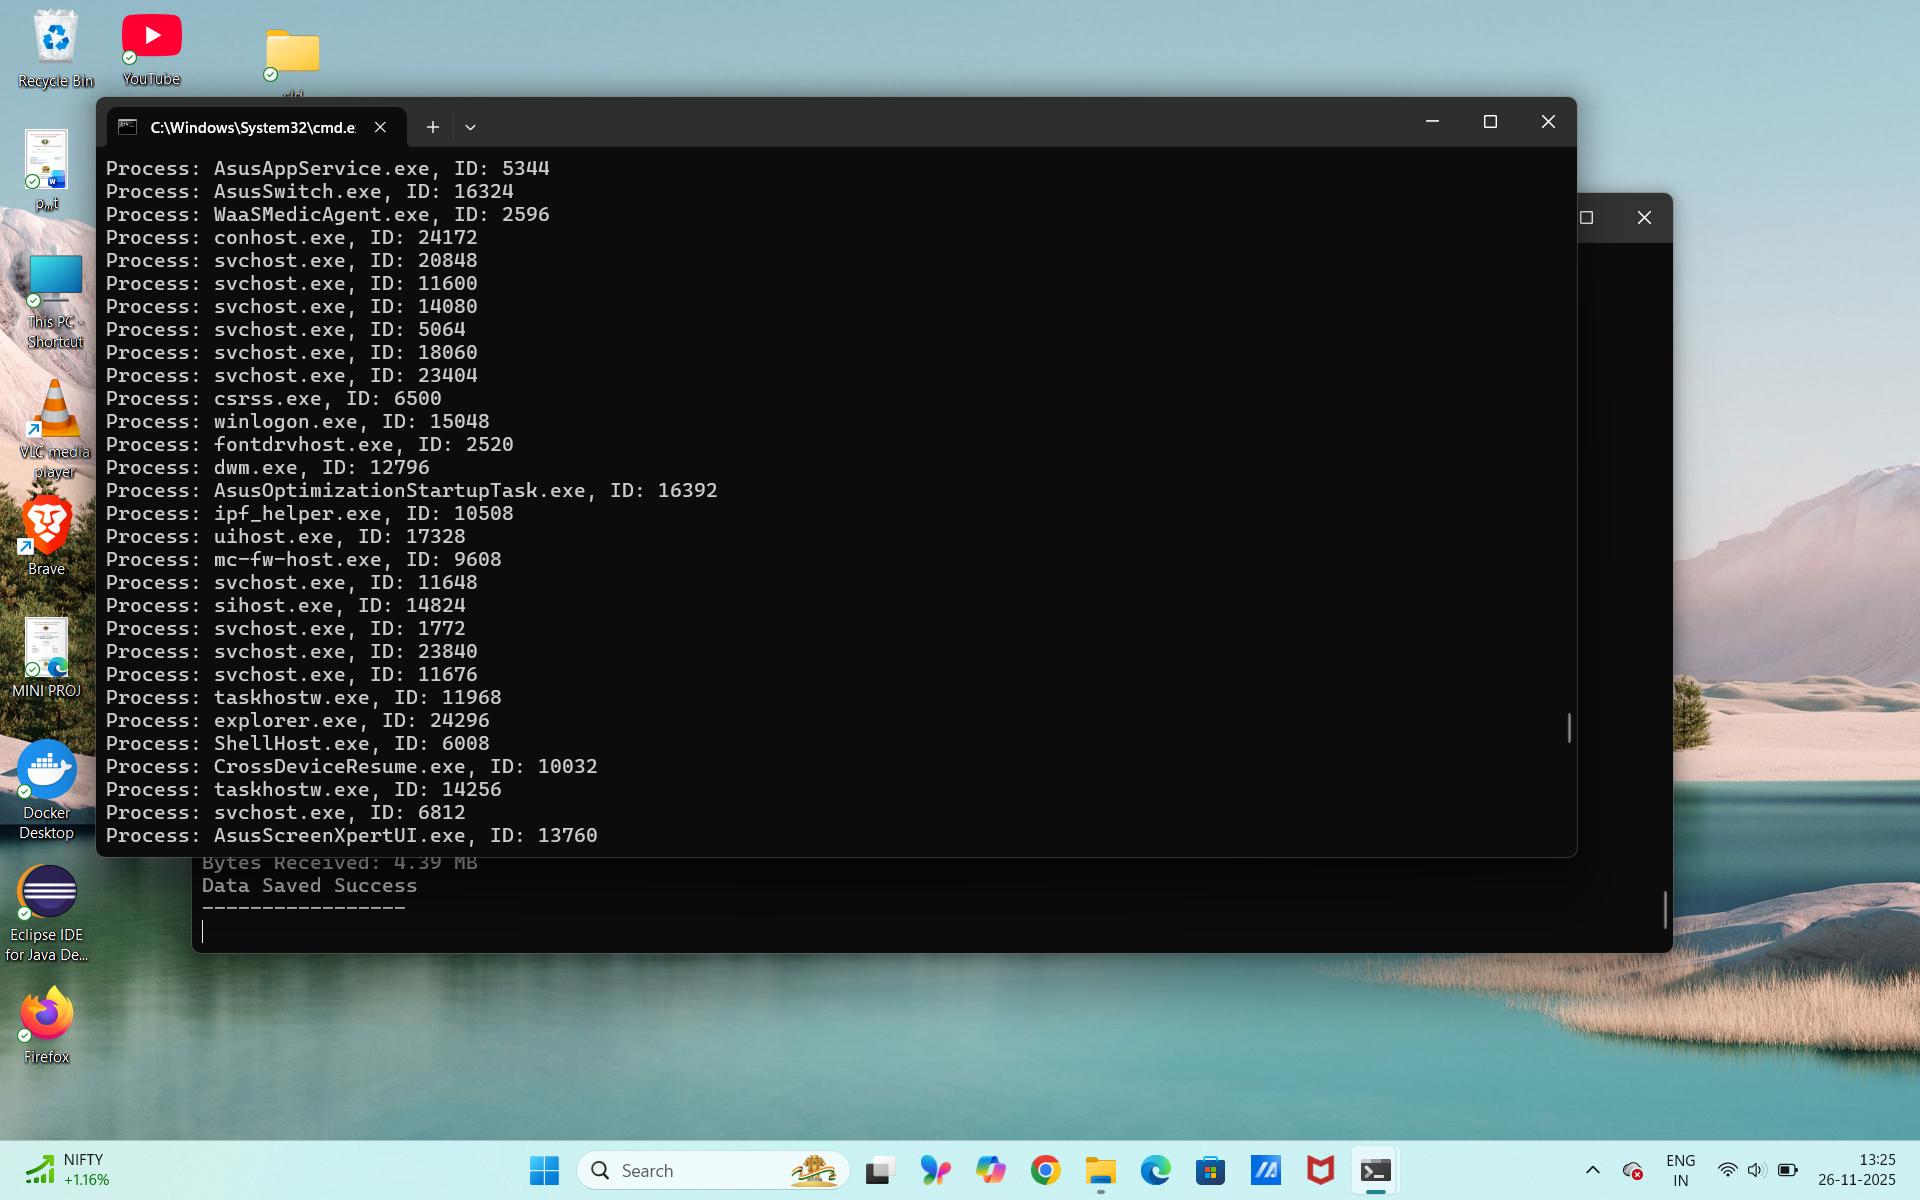 Recycle Bin
YouTube
C:\Windows\System32\cmd.e
Process: AsusAppService.exe, ID: 5344
Process: AsusSwitch.exe, ID: 16324
Process: WaaSMedicAgent.exe, ID: 2596
Process: conhost.exe, ID: 24172
Process: svchost.exe, ID: 20848
Process: svchost.exe, ID: 11600
Process: svchost.exe, ID: 14080
Process: svchost.exe, ID: 5064
Process: svchost.exe, ID: 18060
Process: svchost.exe, ID: 23404
Process: csrss.exe, ID: 6500
Process: winlogon.exe, ID: 15048
Process: fontdrvhost.exe, ID: 2520
Process: dwm.exe, ID: 12796
Process: AsusOptimizationStartupTask.exe, ID: 16392
Process: ipf_helper.exe, ID: 10508
Process: uihost.exe, ID: 17328
Process: mc-fw-host.exe, ID: 9608
Process: svchost.exe, ID: 11648
Process: sihost.exe, ID: 14824
Process: svchost.exe, ID: 1772
Process: svchost.exe, ID: 23840
Process: svchost.exe, ID: 11676
Process: taskhostw.exe, ID: 11968
Process: explorer.exe, ID: 24296
Process: ShellHost.exe, ID: 6008
Process: CrossDeviceResume.exe, ID: 10032
Process: taskhostw.exe, ID: 14256
Process: svchost.exe, ID: 6812
Process: AsusScreenXpertUI.exe, ID: 13760
Bytes Received: 4.39 MB
Data Saved Success
-----------------
This PC -
Shortcut
VLC media
player
Brave
MINI PROJ
Docker
Desktop
Eclipse IDE
for Java De...
Firefox
NIFTY
+1.16%
Search
ENG
IN
13:25
26-11-2025